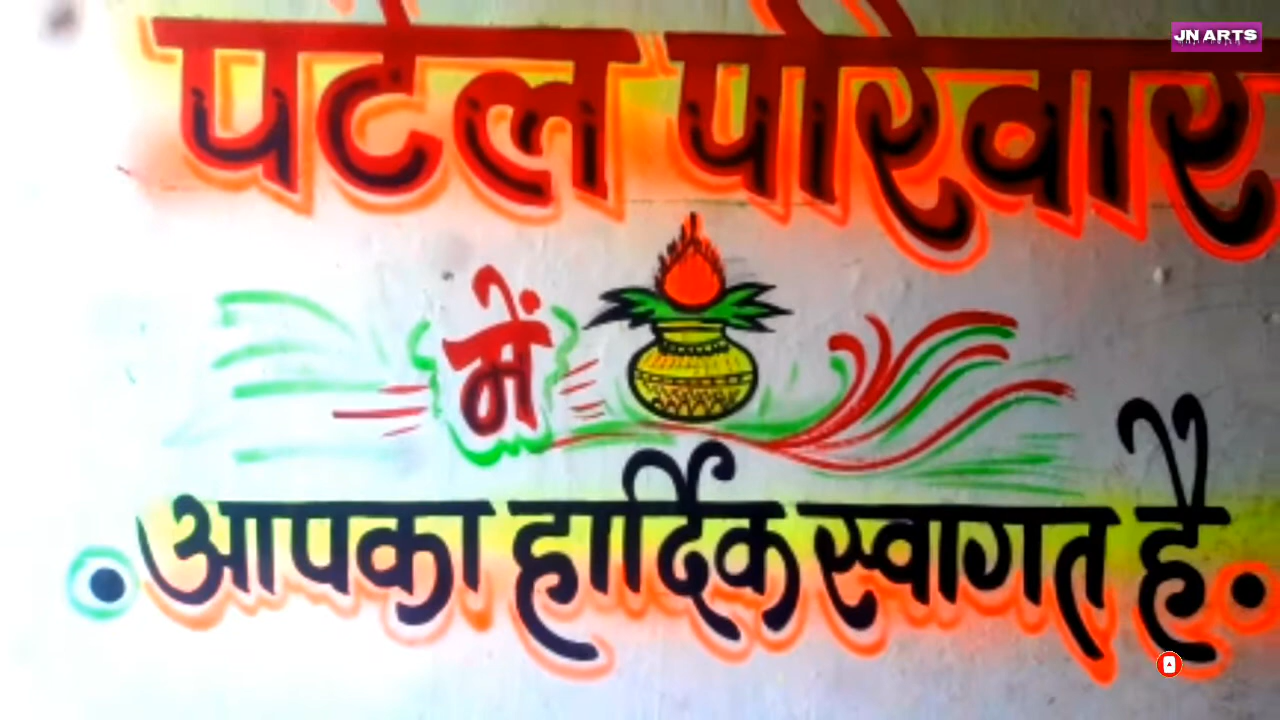 JN ARTS
पटेल परिवार
में
आपका हार्दिक स्वागत है.